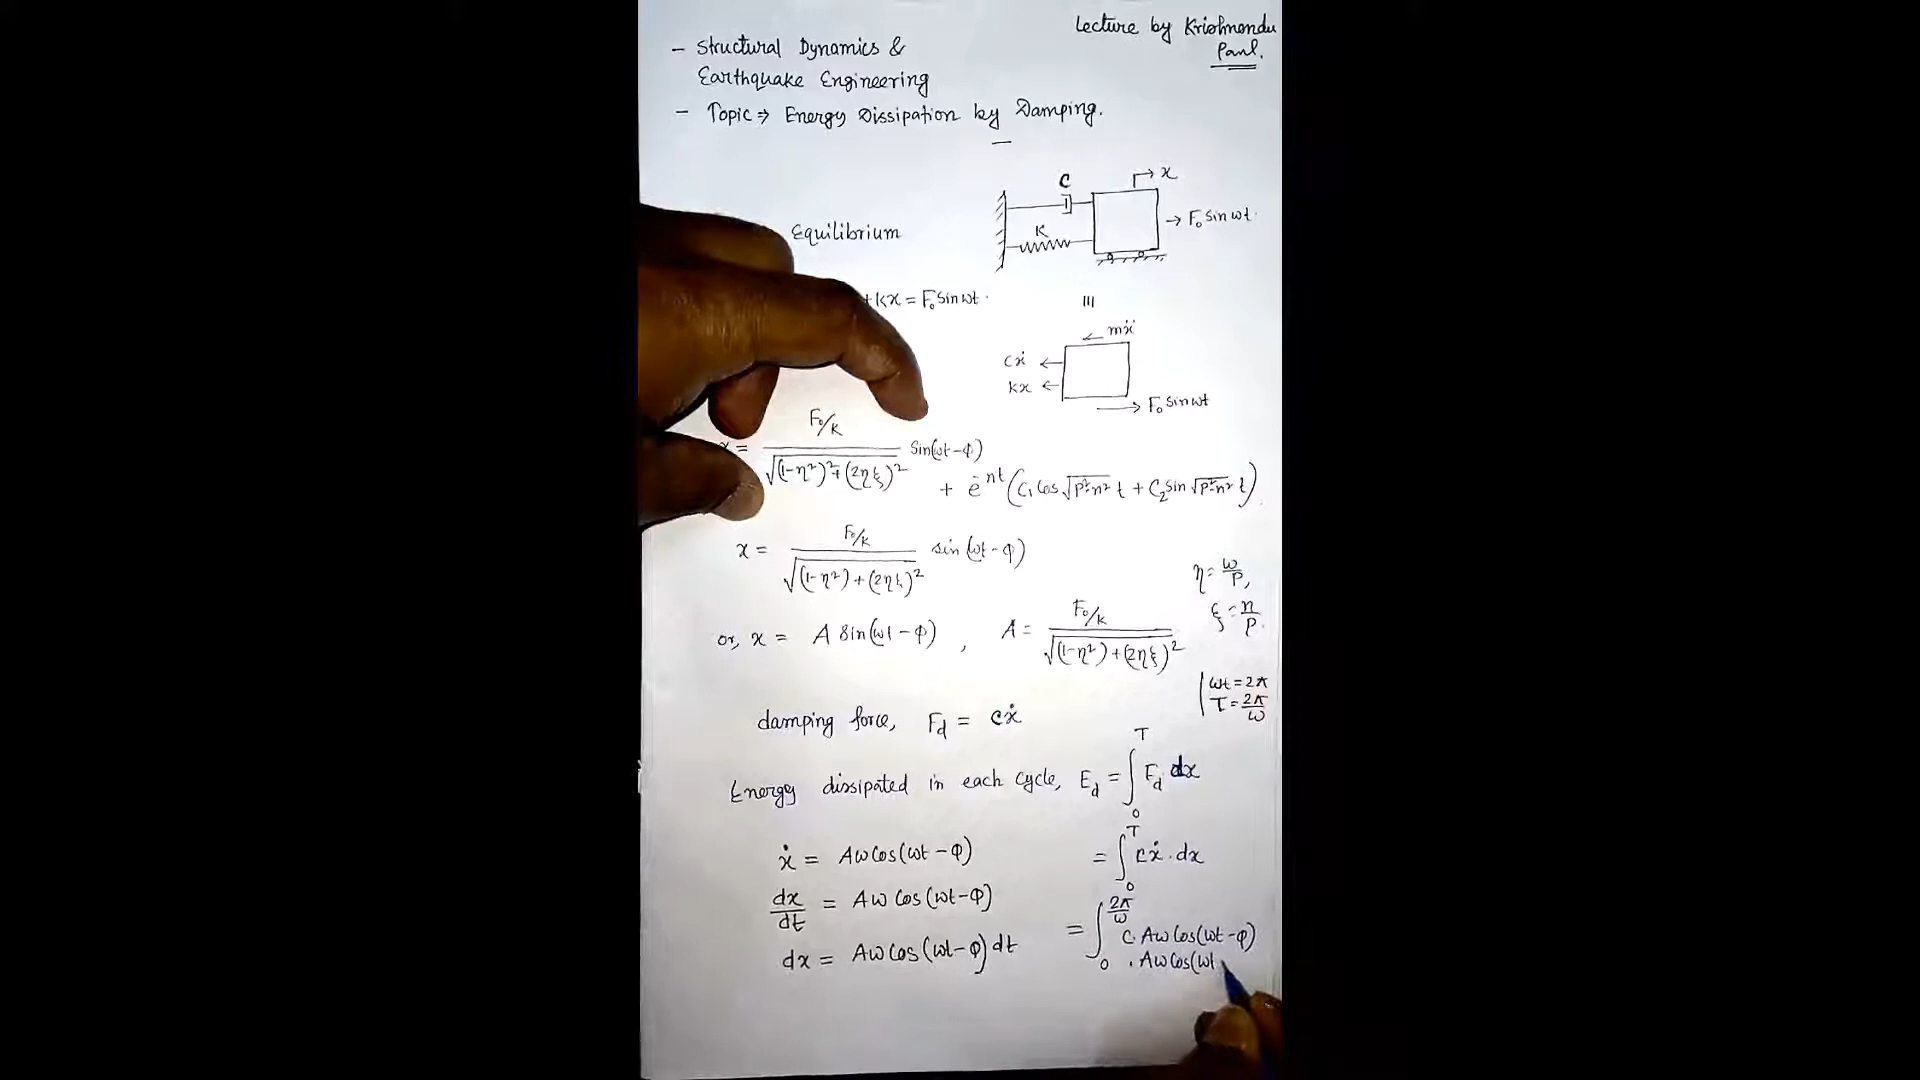 Lecture by Krishnendu
Paul.
- Structural Dynamics &
Earthquake Engineering
- Topic ⇒ Energy Dissipation by Damping.
C
→ x
→ F₀ sin ωt.
K
Equilibrium
+ kx = F₀ sin ωt.
III
← mẍ
cẋ ←
kx ←
→ F₀ sin ωt
x = (F₀/k) / √((1-η²)² + (2ηξ)²) sin(ωt-φ)
+ e^-nt (C₁ cos √(p²-n²) t + C₂ sin √(p²-n²) t).
x = (F₀/k) / √((1-η²) + (2ηξ)²) sin (ωt-φ)
η = ω/p,
ξ = n/p.
or, x = A sin(ωt-φ) , A = (F₀/k) / √((1-η²) + (2ηξ)²)
ωt = 2π
T = 2π/ω
damping force, F_d = cẋ
Energy dissipated in each cycle, E_d = ∫₀^T F_d dx
ẋ = Aω cos(ωt-φ)
= ∫₀^T cẋ . dx
dx/dt = Aω cos(ωt-φ)
= ∫₀^(2π/ω) c. Aω cos(ωt-φ)
. Aω cos(ωt
dx = Aω cos(ωt-φ) dt